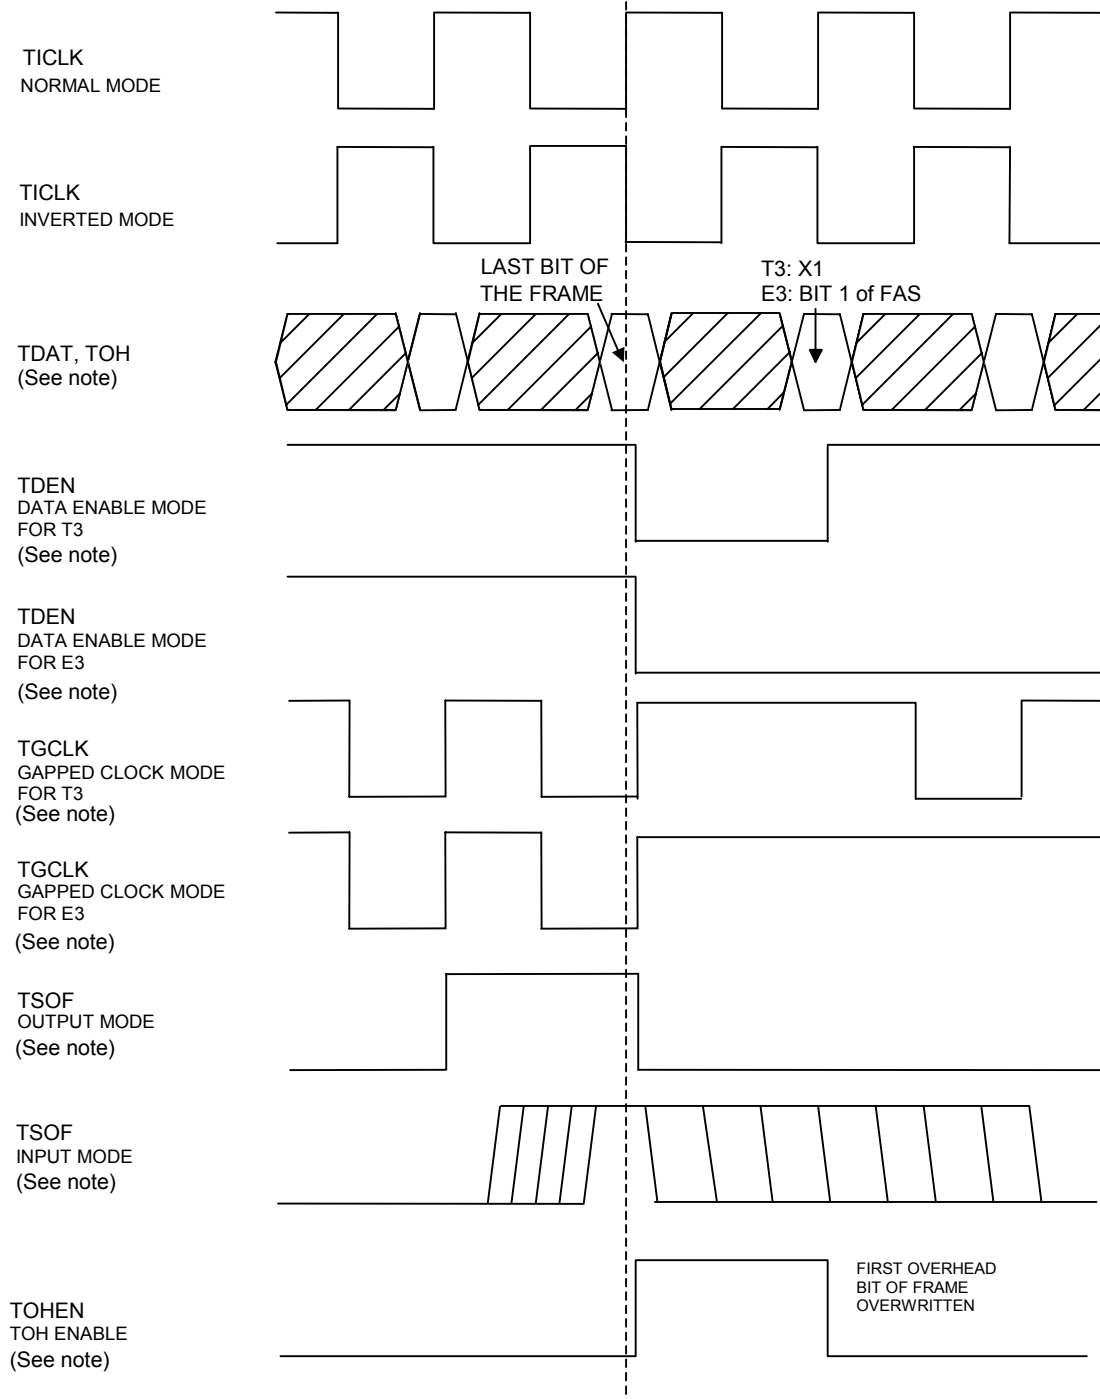 TICLK
NORMAL MODE
TICLK
INVERTED MODE
LAST BIT OF
THE FRAME
T3: X1
E3: BIT 1 of FAS
TDAT, TOH
(See note)
TDEN
DATA ENABLE MODE
FOR T3
(See note)
TDEN
DATA ENABLE MODE
FOR E3
(See note)
TGCLK
GAPPED CLOCK MODE
FOR T3
(See note)
TGCLK
GAPPED CLOCK MODE
FOR E3
(See note)
TSOF
OUTPUT MODE
(See note)
TSOF
INPUT MODE
(See note)
FIRST OVERHEAD
BIT OF FRAME
OVERWRITTEN
TOHEN
TOH ENABLE
(See note)